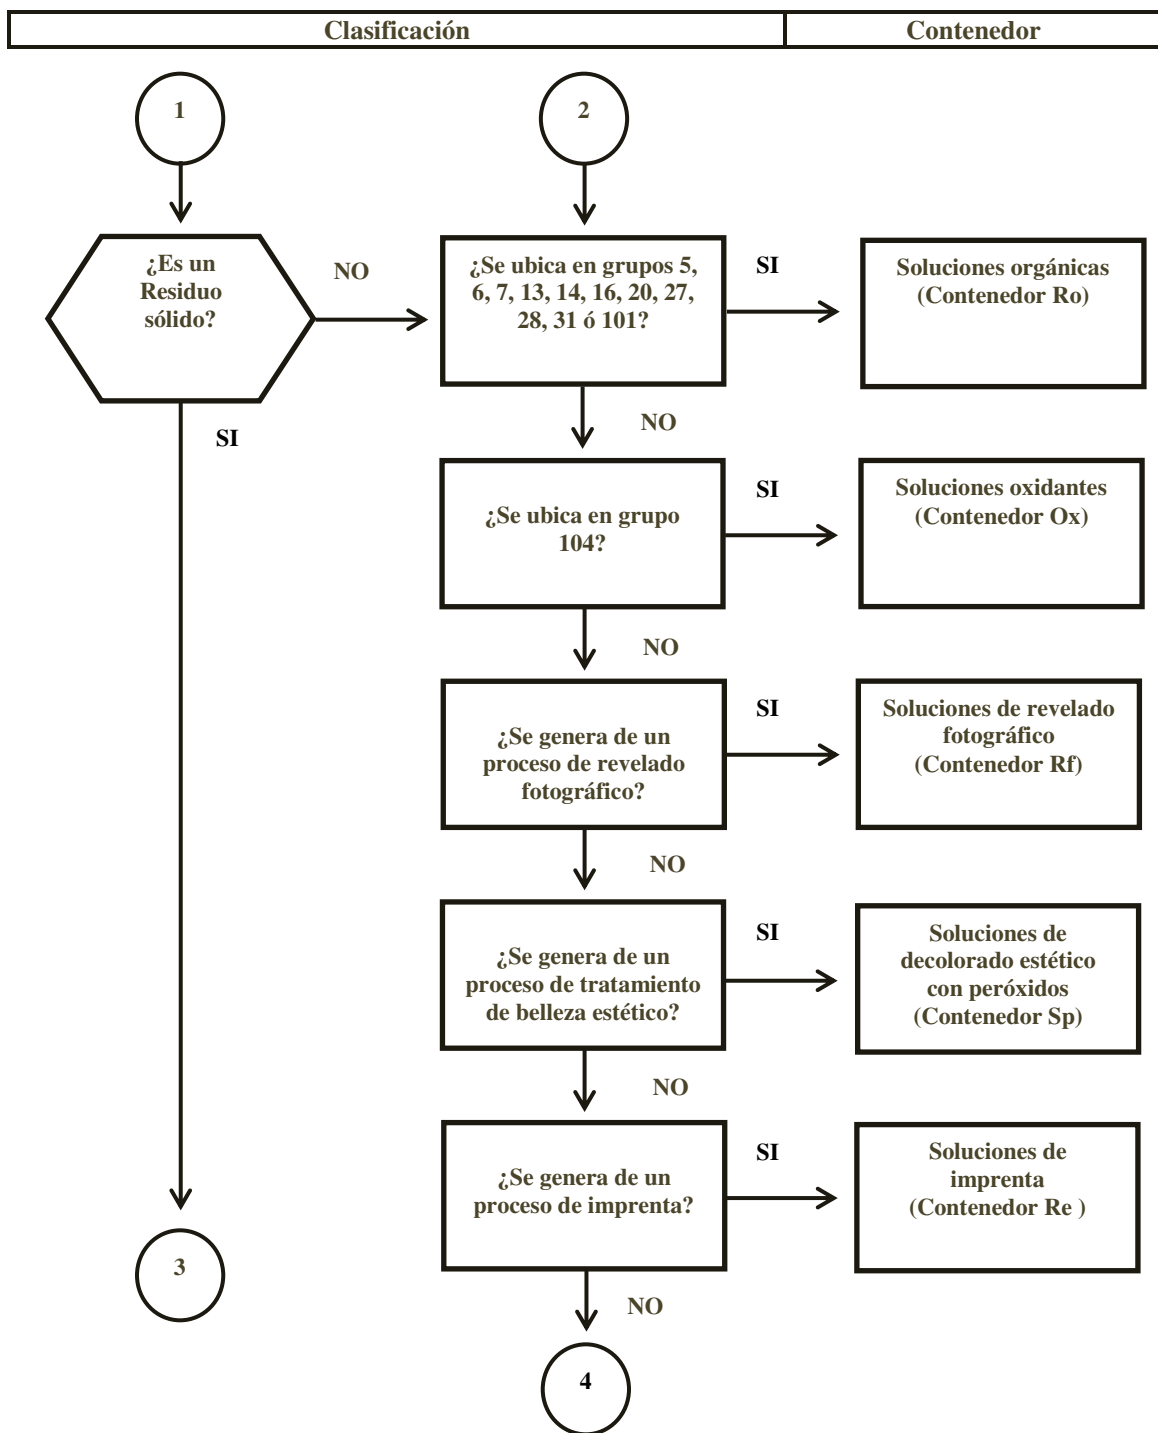 Clasificación
Contenedor
1
2
¿Es un
Residuo
sólido?
NO
SI
¿Se ubica en grupos 5,
6, 7, 13, 14, 16, 20, 27,
28, 31 ó 101?
SI
Soluciones orgánicas
(Contenedor Ro)
NO
¿Se ubica en grupo
104?
SI
Soluciones oxidantes
(Contenedor Ox)
NO
¿Se genera de un
proceso de revelado
fotográfico?
SI
Soluciones de revelado
fotográfico
(Contenedor Rf)
NO
¿Se genera de un
proceso de tratamiento
de belleza estético?
SI
Soluciones de
decolorado estético
con peróxidos
(Contenedor Sp)
NO
¿Se genera de un
proceso de imprenta?
SI
Soluciones de
imprenta
(Contenedor Re )
3
NO
4